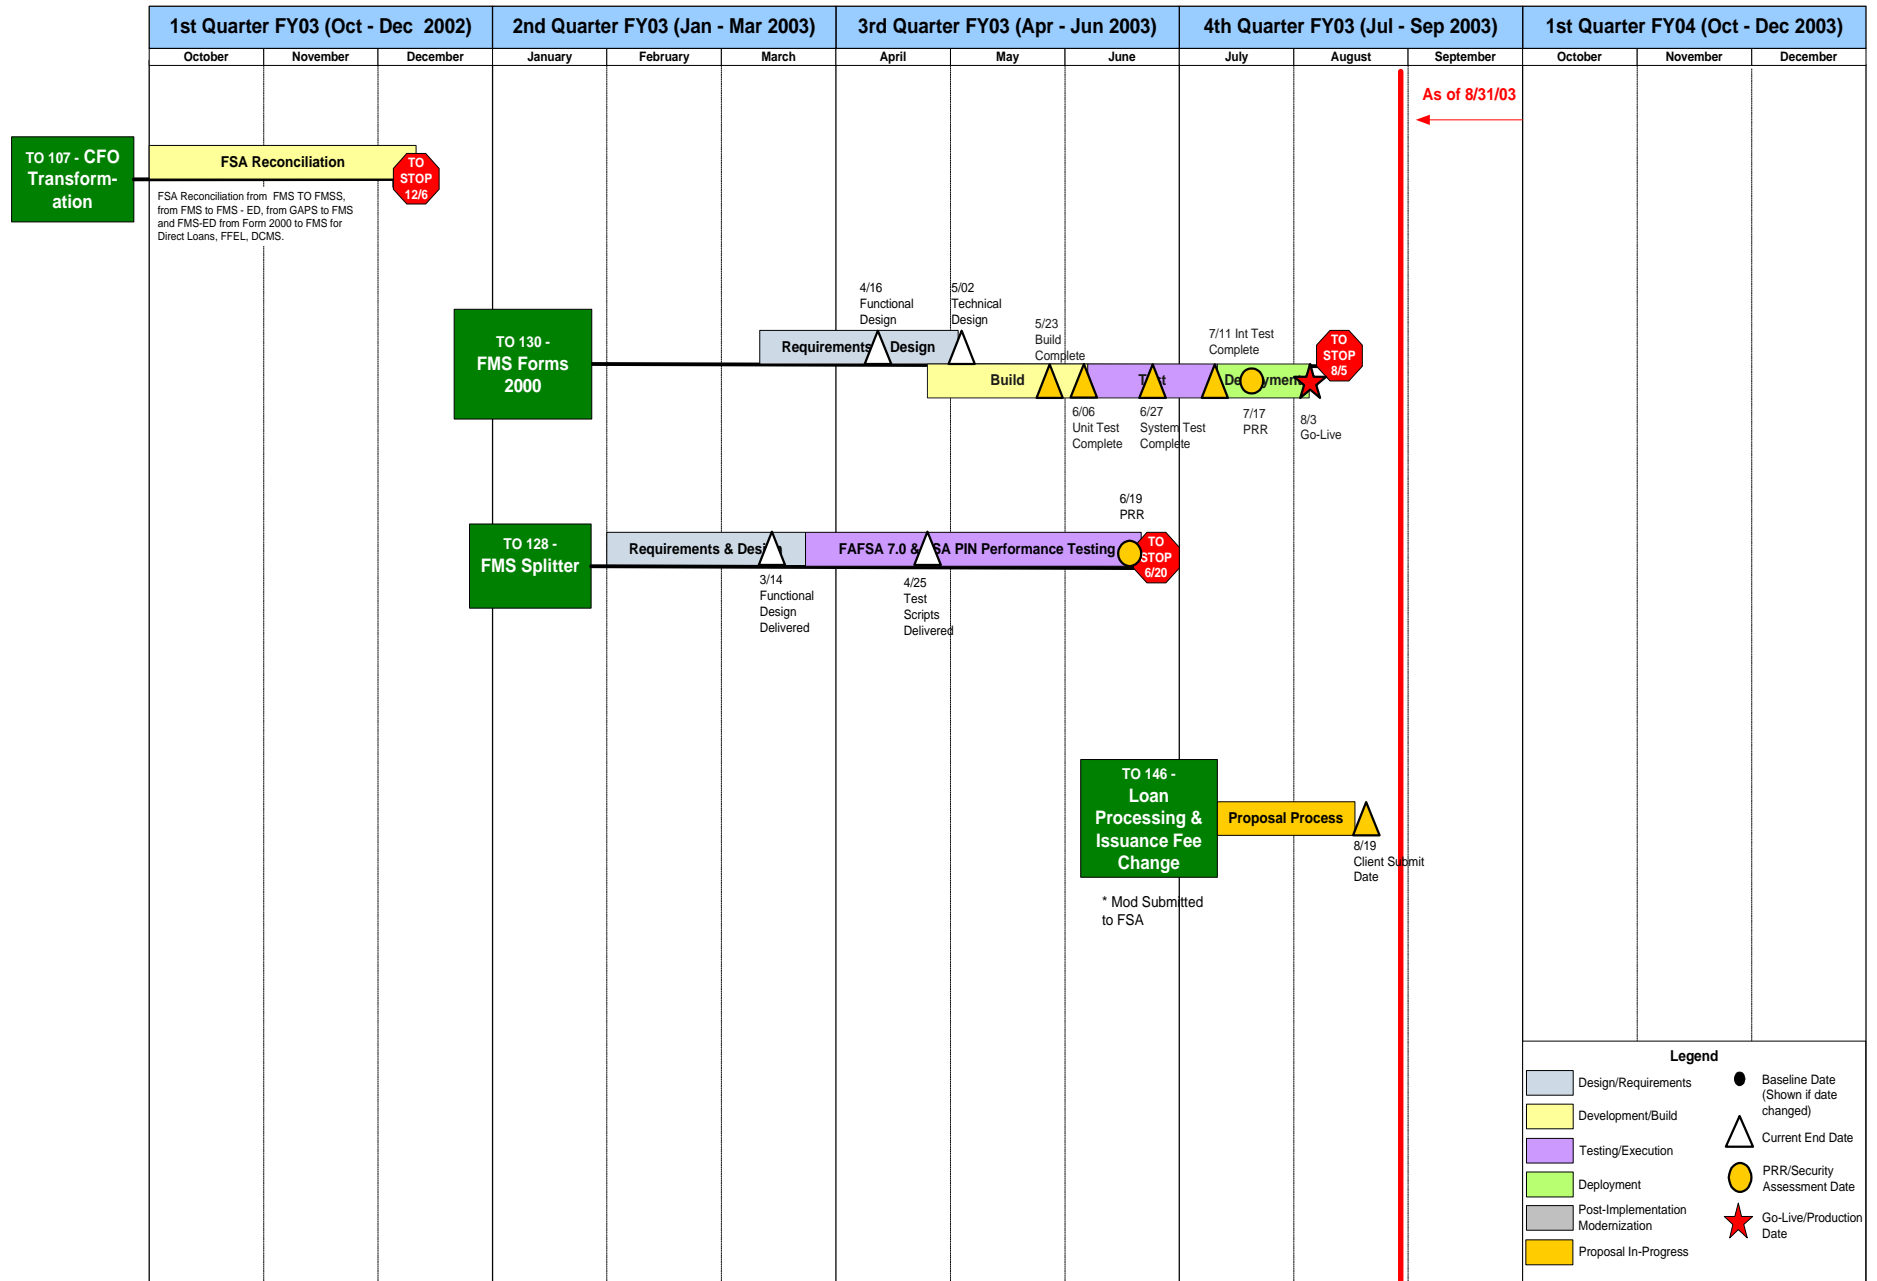 1st Quarter FY03 (Oct - Dec  2002)
2nd Quarter FY03 (Jan - Mar 2003)
3rd Quarter FY03 (Apr - Jun 2003)
4th Quarter FY03 (Jul - Sep 2003)
1st Quarter FY04 (Oct - Dec 2003)
October
November
December
January
February
March
April
May
June
July
August
September
October
November
December
As of 8/31/03
TO 107 - CFO
Transform-
ation
FSA Reconciliation
TO
STOP
12/6
FSA Reconciliation from  FMS TO FMSS,
from FMS to FMS - ED, from GAPS to FMS
and FMS-ED from Form 2000 to FMS for
Direct Loans, FFEL, DCMS.
TO 130 -
FMS Forms
2000
4/16
Functional
Design
5/02
Technical
Design
5/23
Build
Complete
7/11 Int Test
Complete
TO
STOP
8/5
Requirements Design
Build
6/06
Unit Test
Complete
6/27
System Test
Complete
7/17
PRR
8/3
Go-Live
TO 128 -
FMS Splitter
6/19
PRR
Requirements &
FAFSA 7.0 & PIN Performance Testing
TO
STOP
6/20
3/14
Functional
Design
Delivered
4/25
Test
Scripts
Delivered
TO 146 -
Loan
Processing &
Issuance Fee
Change
Proposal Process
8/19
Client Submit
Date
* Mod Submitted
to FSA
Legend
Design/Requirements
Development/Build
Testing/Execution
Deployment
Post-Implementation
Modernization
Proposal In-Progress
Baseline Date
(Shown if date
changed)
Current End Date
PRR/Security
Assessment Date
Go-Live/Production
Date